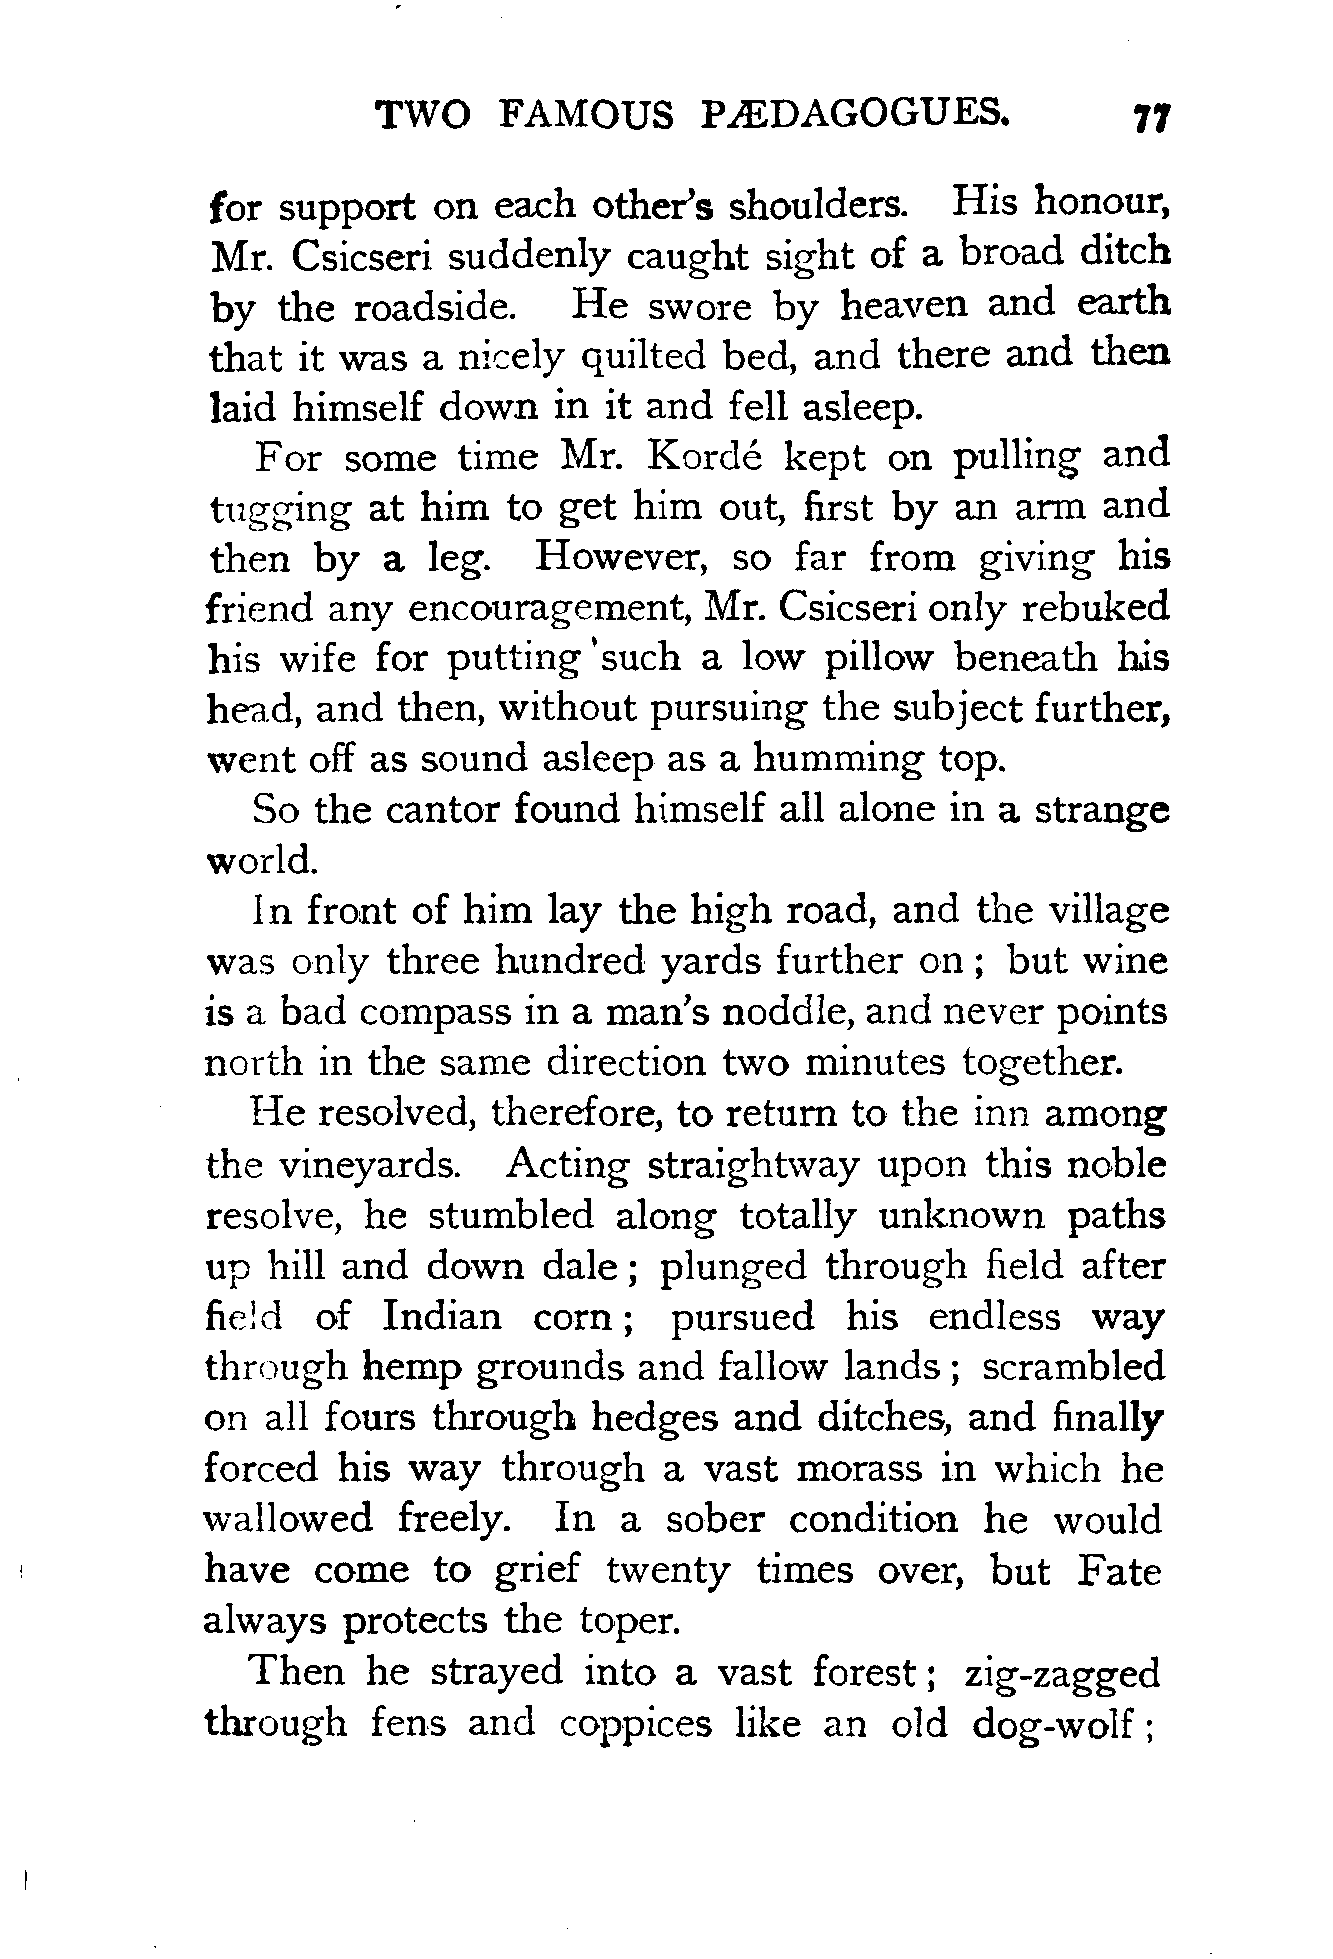 TWO FAMOUS PÆDAGOGUES. 77
for support on each other's shoulders. His honour,
Mr. Csicseri suddenly caught sight of a broad ditch
by the roadside. He swore by heaven and earth
that it was a nicely quilted bed, and there and then
laid himself down in it and fell asleep.
For some time Mr. Kordé kept on pulling and
tugging at him to get him out, first by an arm and
then by a leg. However, so far from giving his
friend any encouragement, Mr. Csicseri only rebuked
his wife for putting such a low pillow beneath his
head, and then, without pursuing the subject further,
went off as sound asleep as a humming top.
So the cantor found himself all alone in a strange
world.
In front of him lay the high road, and the village
was only three hundred yards further on ; but wine
is a bad compass in a man's noddle, and never points
north in the same direction two minutes together.
He resolved, therefore, to return to the inn among
the vineyards. Acting straightway upon this noble
resolve, he stumbled along totally unknown paths
up hill and down dale ; plunged through field after
field of Indian corn ; pursued his endless way
through hemp grounds and fallow lands ; scrambled
on all fours through hedges and ditches, and finally
forced his way through a vast morass in which he
wallowed freely. In a sober condition he would
have come to grief twenty times over, but Fate
always protects the toper.
Then he strayed into a vast forest ; zig-zagged
through fens and coppices like an old dog-wolf ;